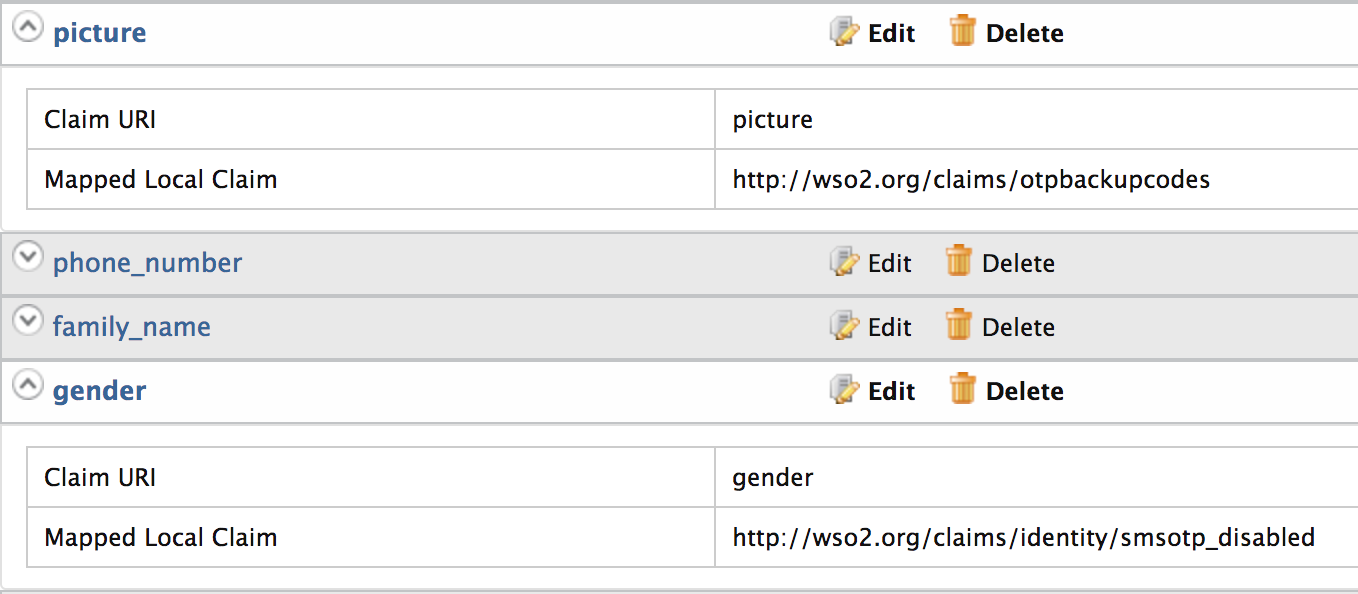 picture Edit Delete
Claim URI picture
Mapped Local Claim http://wso2.org/claims/otpbackupcodes
phone_number Edit Delete
family_name Edit Delete
gender Edit Delete
Claim URI gender
Mapped Local Claim http://wso2.org/claims/identity/smsotp_disabled